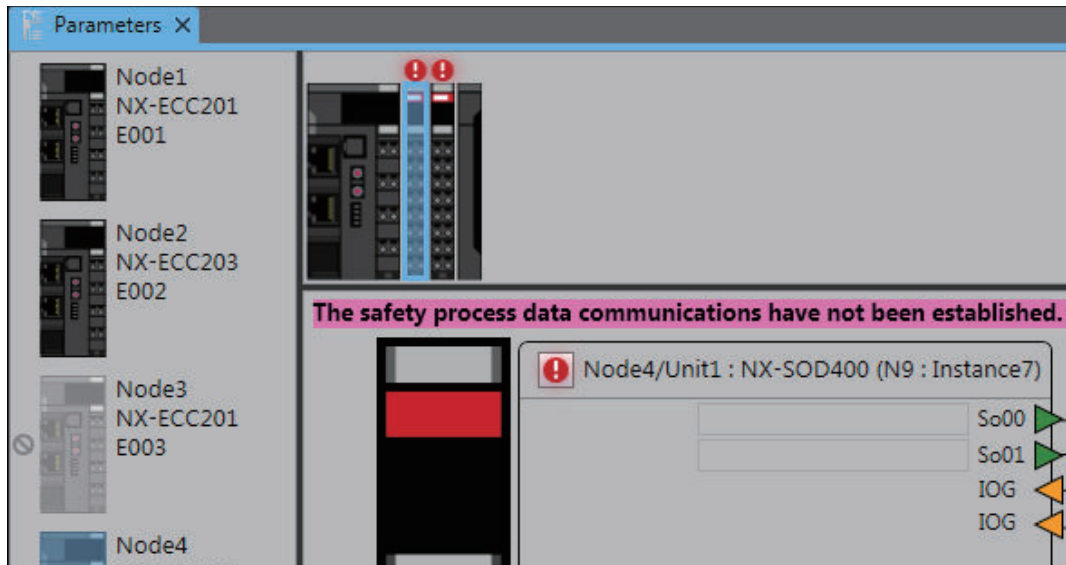 Parameters
Node1
NX-ECC201
E001
Node2
NX-ECC203
E002
Node3
NX-ECC201
E003
Node4
The safety process data communications have not been established.
Node4/Unit1 : NX-SOD400 (N9 : Instance7)
So00
So01
IOG
IOG